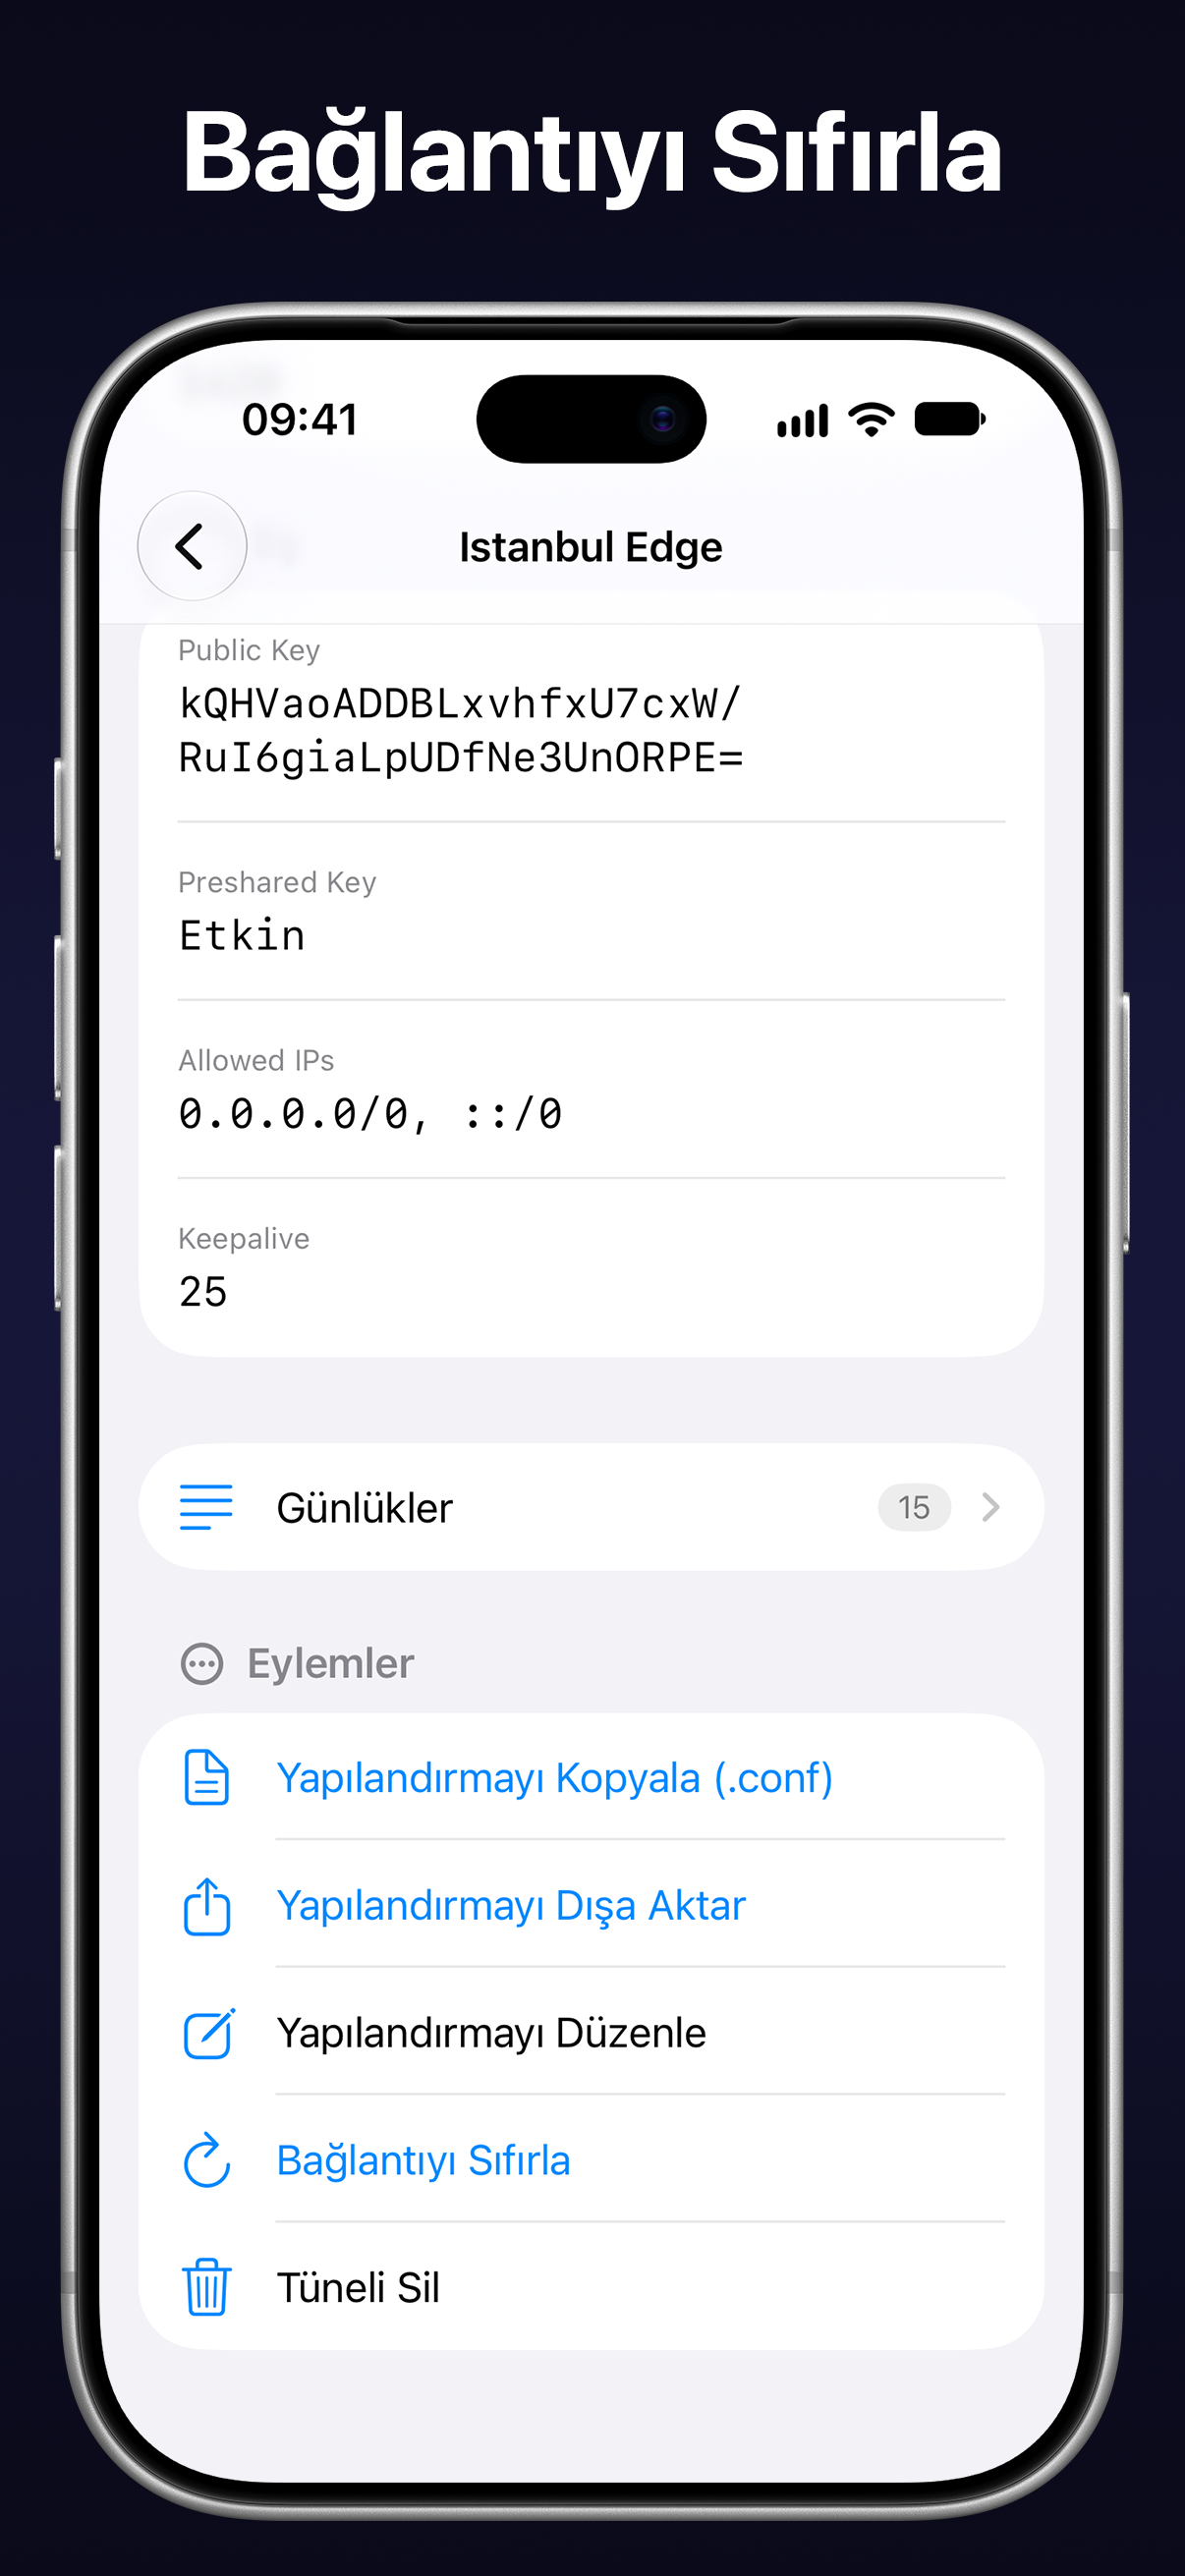 Bağlantıyı Sıfırla
09:41
Istanbul Edge
Public Key
kQHVaoADDBLxvhfxU7cxW/
RuI6giaLpUDfNe3UnORPE=
Preshared Key
Etkin
Allowed IPs
0.0.0.0/0, ::/0
Keepalive
25
Günlükler 15
Eylemler
Yapılandırmayı Kopyala (.conf)
Yapılandırmayı Dışa Aktar
Yapılandırmayı Düzenle
Bağlantıyı Sıfırla
Tüneli Sil